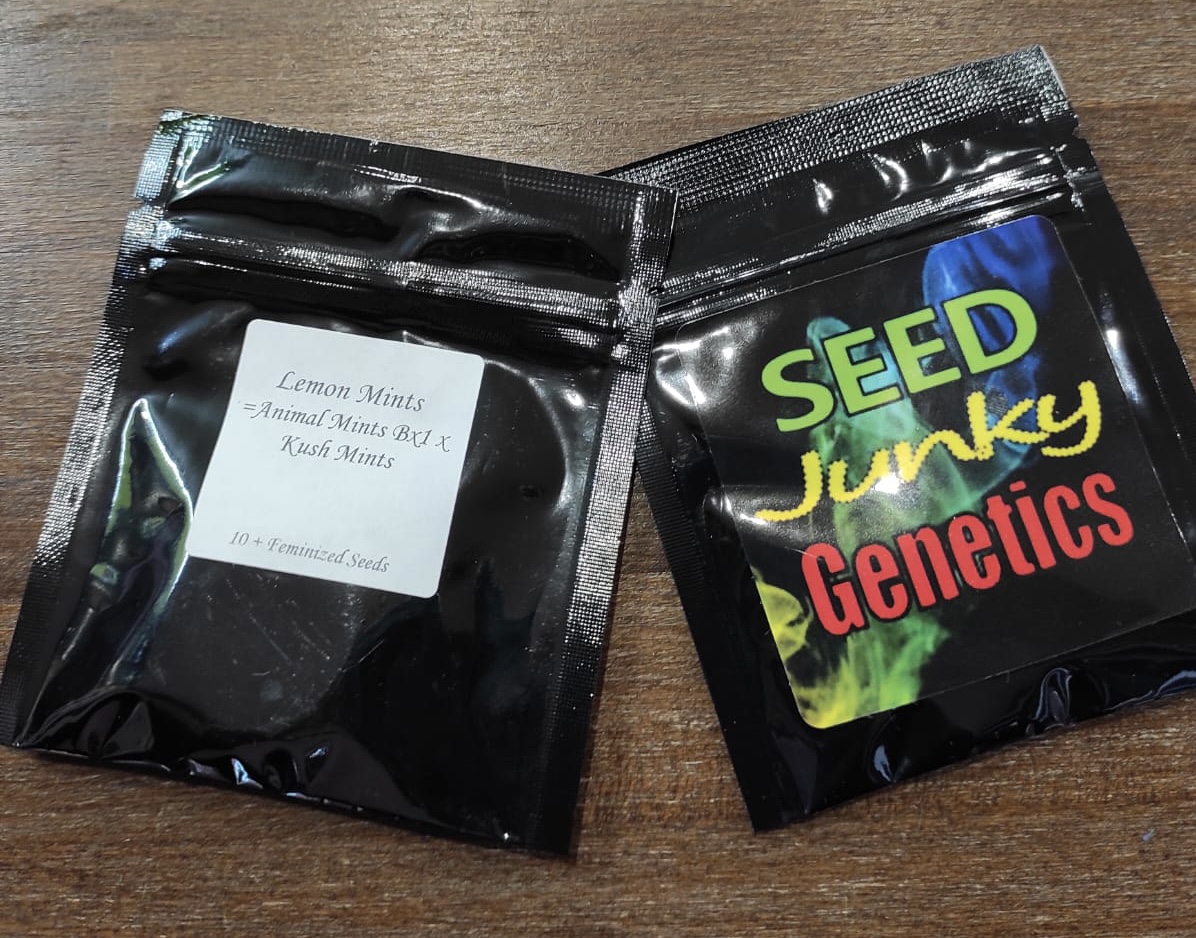 Lemon Mints
=Animal Mints Bx1 x
Kush Mints
10 + Feminized Seeds
SEED
Junky
Genetics